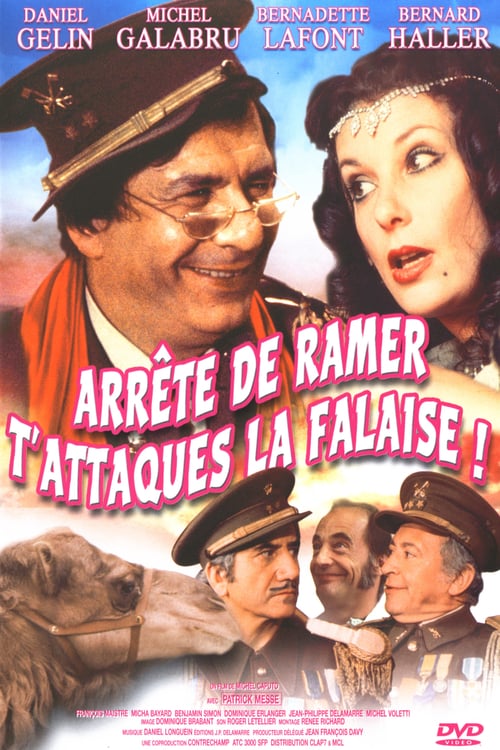 DANIEL MICHEL BERNADETTE BERNARD
GELIN GALABRU LAFONT HALLER
ARRÊTE DE RAMER
T'ATTAQUES LA FALAISE !
UN FILM DE MICHEL CAPUTO
AVEC PATRICK MESSE
FRANÇOIS MAISTRE MICHA BAYARD BENJAMIN SIMON DOMINIQUE ERLANGER JEAN-PHILIPPE DELAMARRE MICHEL VOLETTI
IMAGE DOMINIQUE BRABANT SON ROGER LETELLIER MONTAGE RENÉE RICHARD
MUSIQUE DANIEL LONGUEIN EDITIONS J.P. DELAMARRE PRODUCTEUR DÉLÉGUÉ JEAN FRANÇOIS DAVY
UNE COPRODUCTION CONTRECHAMP ATC 3000 SFP DISTRIBUTION CLAP7 & MCL
DVD
VIDEO